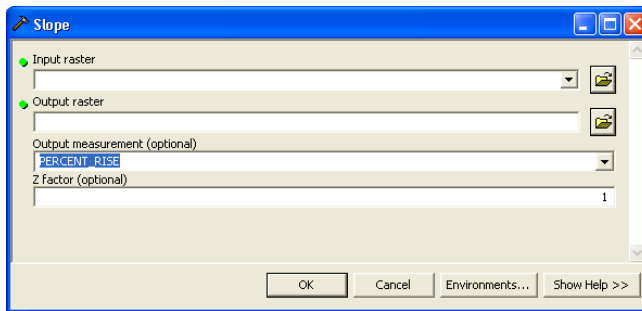 Slope
Input raster
Output raster
Output measurement (optional)
PERCENT_RISE
Z factor (optional)
1
OK Cancel Environments... Show Help >>